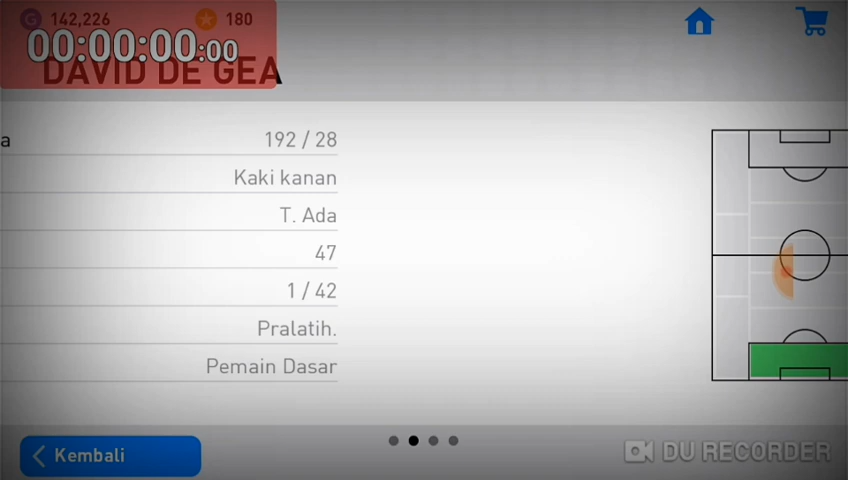 G 142,226 180
00:00:00:00
DAVID DE GEA
a 192 / 28
Kaki kanan
T. Ada
47
1 / 42
Pralatih.
Pemain Dasar
Kembali
DU RECORDER